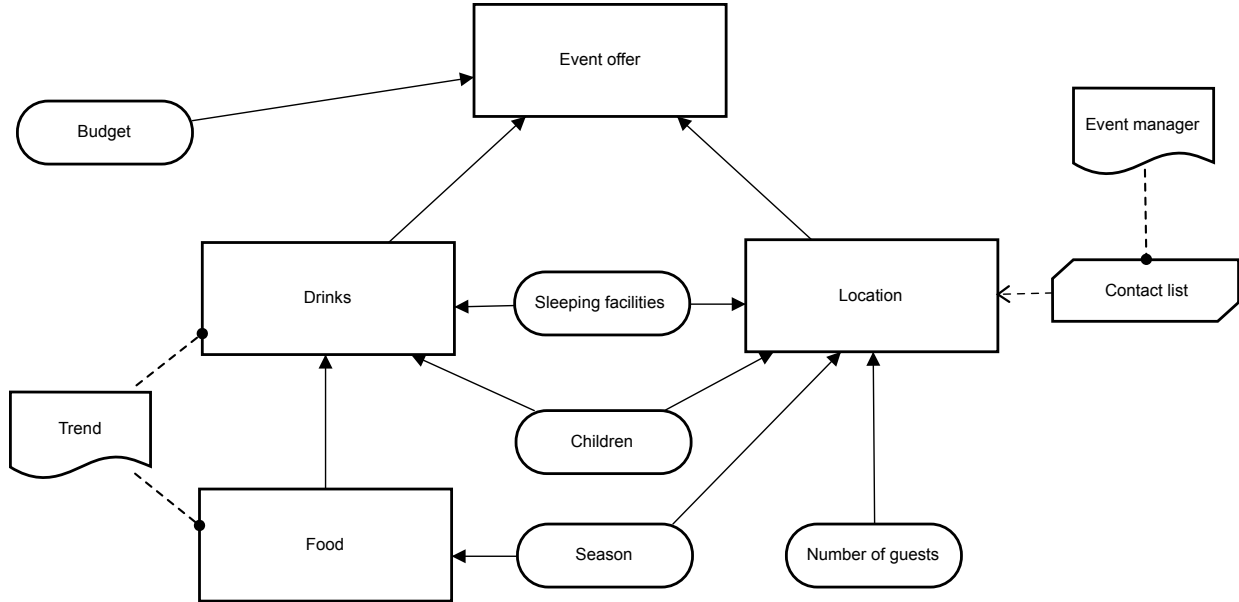 Event offer
Budget
Event manager
Drinks
Sleeping facilities
Location
Contact list
Trend
Children
Food
Season
Number of guests